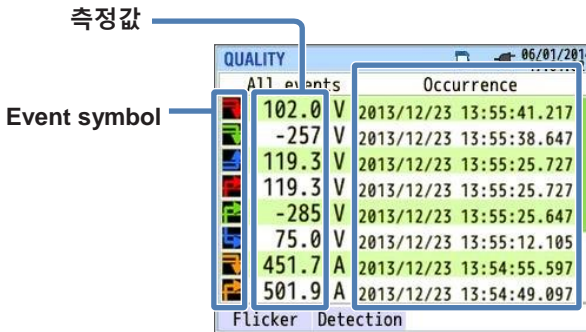 측정값
QUALITY 06/01/201
All events Occurrence
Event symbol
102.0 V 2013/12/23 13:55:41.217
-257 V 2013/12/23 13:55:38.647
119.3 V 2013/12/23 13:55:25.727
119.3 V 2013/12/23 13:55:25.727
-285 V 2013/12/23 13:55:25.647
75.0 V 2013/12/23 13:55:12.105
451.7 A 2013/12/23 13:54:55.597
501.9 A 2013/12/23 13:54:49.097
Flicker Detection